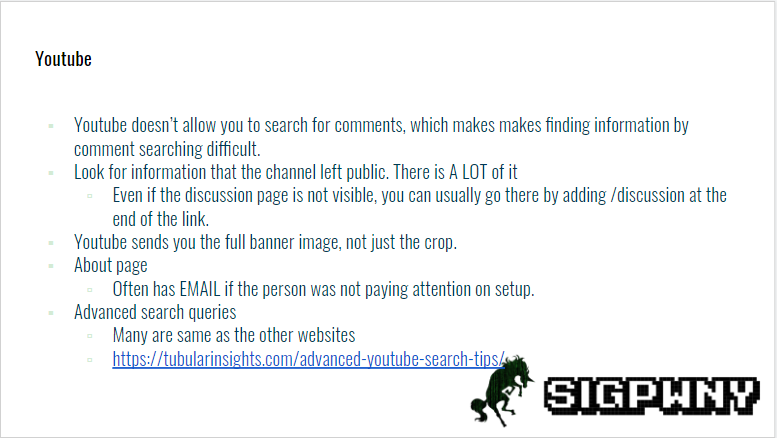 Youtube
Youtube doesn't allow you to search for comments, which makes makes finding information by
comment searching difficult.
Look for information that the channel left public. There is A LOT of it
Even if the discussion page is not visible, you can usually go there by adding /discussion at the
end of the link.
Youtube sends you the full banner image, not just the crop.
About page
Often has EMAIL if the person was not paying attention on setup.
Advanced search queries
Many are same as the other websites
https://tubularinsights.com/advanced-youtube-search-tips/
SIGPWNY